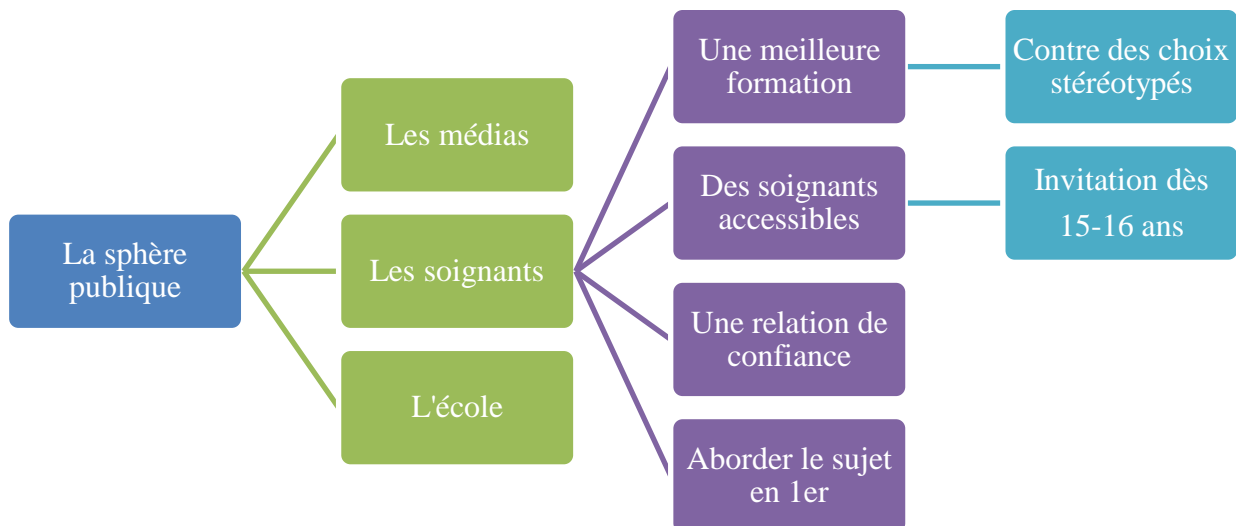 La sphère
publique
Les médias
Les soignants
L'école
Une meilleure
formation
Des soignants
accessibles
Une relation de
confiance
Aborder le sujet
en 1er
Contre des choix
stéréotypés
Invitation dès
15-16 ans